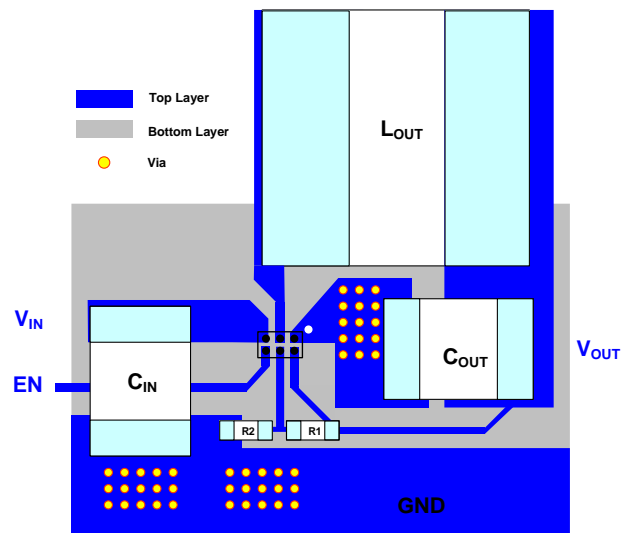 Top Layer
Bottom Layer
Via
LOUT
VIN
EN
CIN
COUT
VOUT
R2
R1
GND